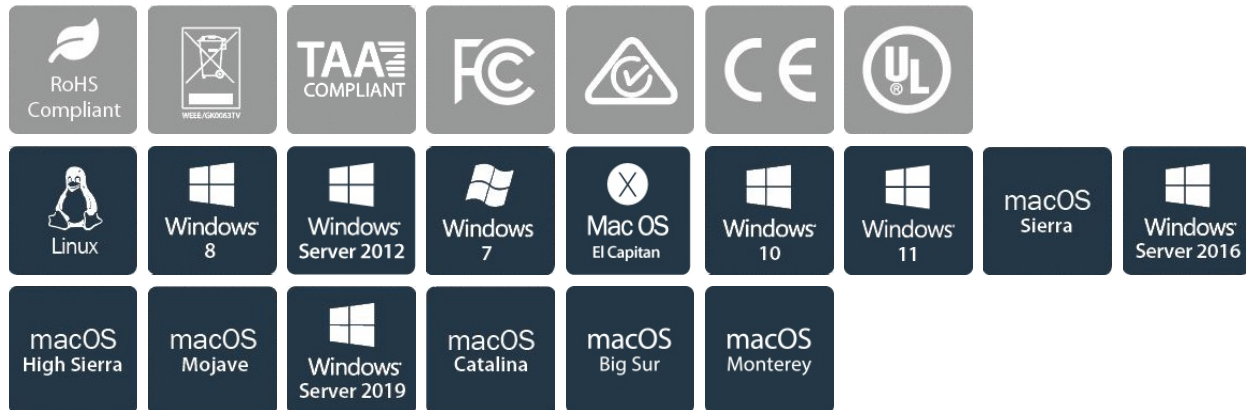 RoHS
Compliant
WEEE/GK0063TV
TAA
COMPLIANT
FC
CE
UL
®
Linux
Windows
8
Windows
Server 2012
Windows
7
X
Mac OS
El Capitan
Windows
10
Windows
11
macOS
Sierra
Windows
Server 2016
macOS
High Sierra
macOS
Mojave
Windows
Server 2019
macOS
Catalina
macOS
Big Sur
macOS
Monterey